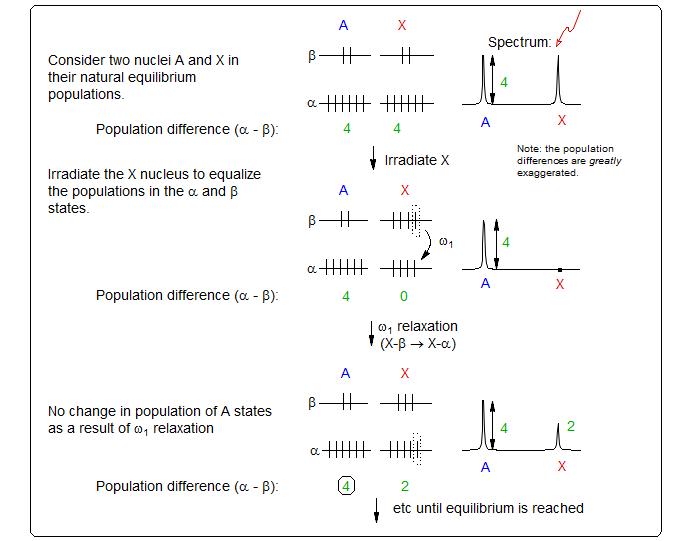 A X
Spectrum:
Consider two nuclei A and X in
their natural equilibrium
populations.
β
4
α
A X
Population difference (α - β): 4 4
Irradiate X
Note: the population
differences are greatly
exaggerated.
Irradiate the X nucleus to equalize
the populations in the α and β
states.
A X
β
ω1
4
α
A X
Population difference (α - β): 4 0
ω1 relaxation
(X-β → X-α)
A X
β
No change in population of A states
as a result of ω1 relaxation
4 2
α
A X
Population difference (α - β): 4 2
etc until equilibrium is reached